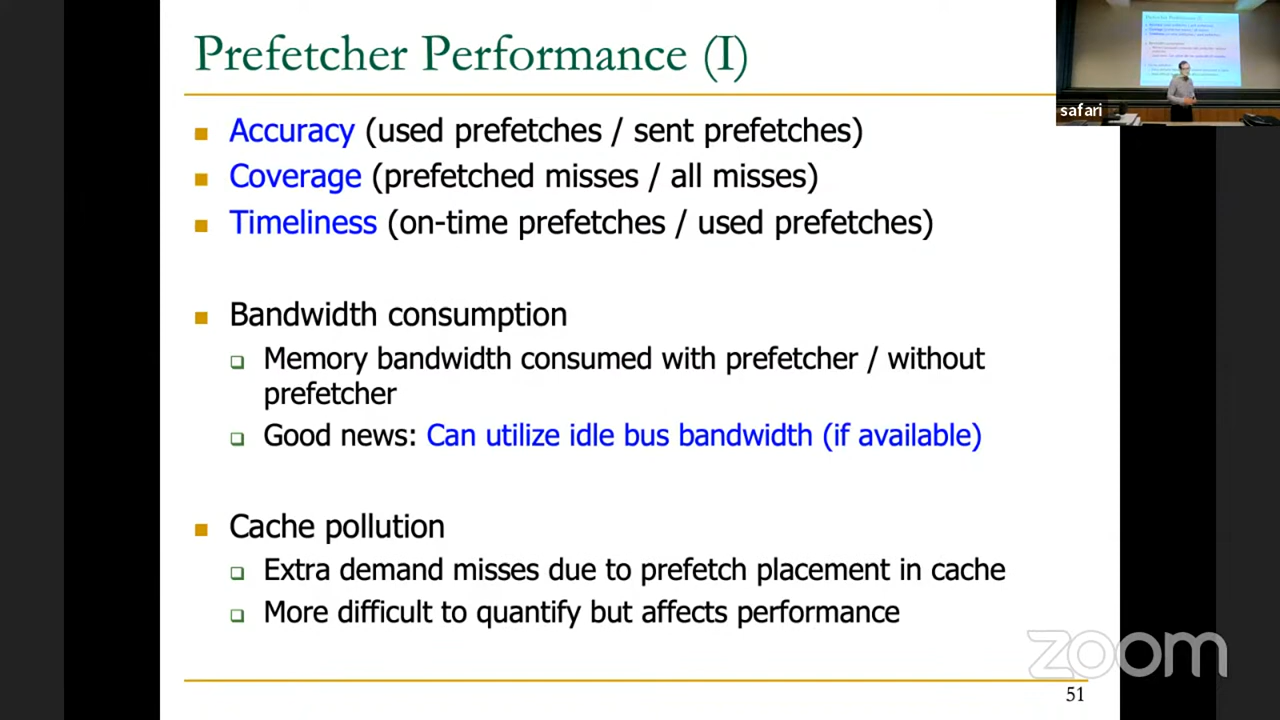 Prefetcher Performance (I)
safari
Accuracy (used prefetches / sent prefetches)
Coverage (prefetched misses / all misses)
Timeliness (on-time prefetches / used prefetches)
Bandwidth consumption
Memory bandwidth consumed with prefetcher / without
prefetcher
Good news: Can utilize idle bus bandwidth (if available)
Cache pollution
Extra demand misses due to prefetch placement in cache
More difficult to quantify but affects performance
zoom
51